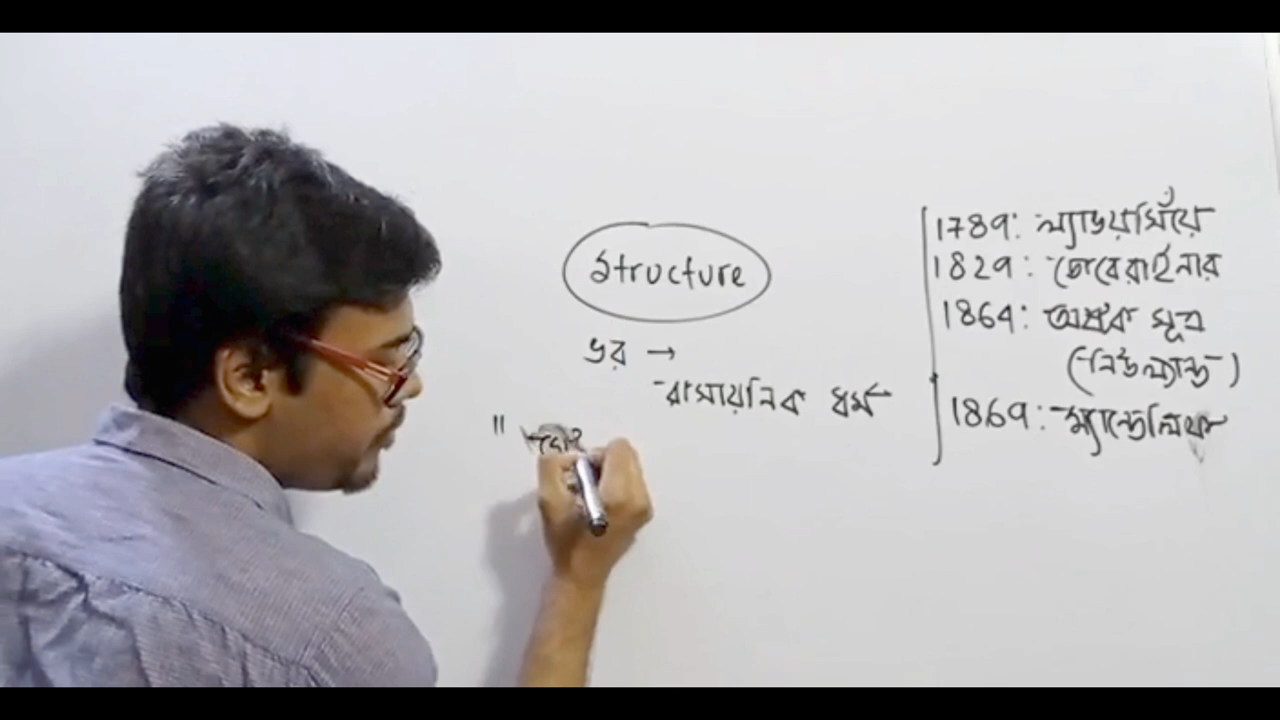 Structure
ভর →
রাসায়নিক ধর্ম
"
1789: ল্যাভয়সিঁয়ে
1829: ডোবেরাইনার
1864: অষ্টক সূত্র
(নিউল্যান্ড)
1869: ম্যান্ডেলিফ